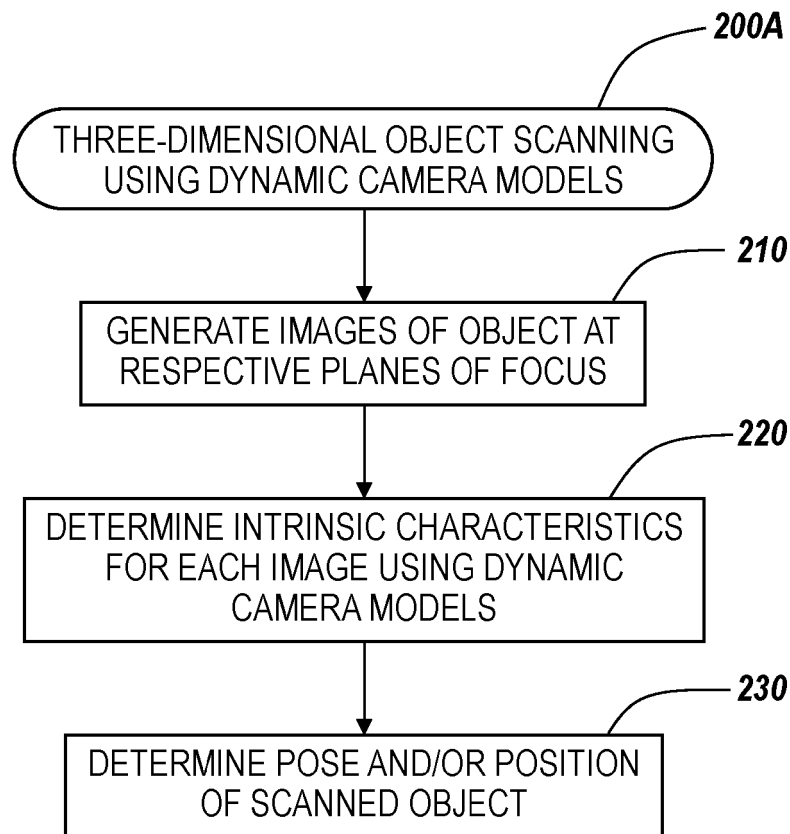 200A
THREE-DIMENSIONAL OBJECT SCANNING
USING DYNAMIC CAMERA MODELS
210
GENERATE IMAGES OF OBJECT AT
RESPECTIVE PLANES OF FOCUS
220
DETERMINE INTRINSIC CHARACTERISTICS
FOR EACH IMAGE USING DYNAMIC
CAMERA MODELS
230
DETERMINE POSE AND/OR POSITION
OF SCANNED OBJECT